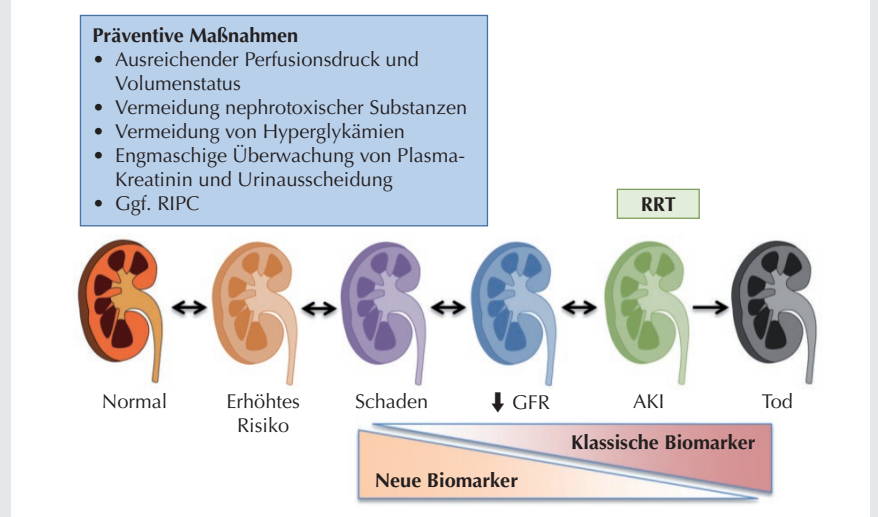 Präventive Maßnahmen
• Ausreichender Perfusionsdruck und
Volumenstatus
• Vermeidung nephrotoxischer Substanzen
• Vermeidung von Hyperglykämien
• Engmaschige Überwachung von Plasma-
Kreatinin und Urinausscheidung
• Ggf. RIPC
RRT
Normal
Erhöhtes
Risiko
Schaden
⬇ GFR
AKI
Tod
Klassische Biomarker
Neue Biomarker